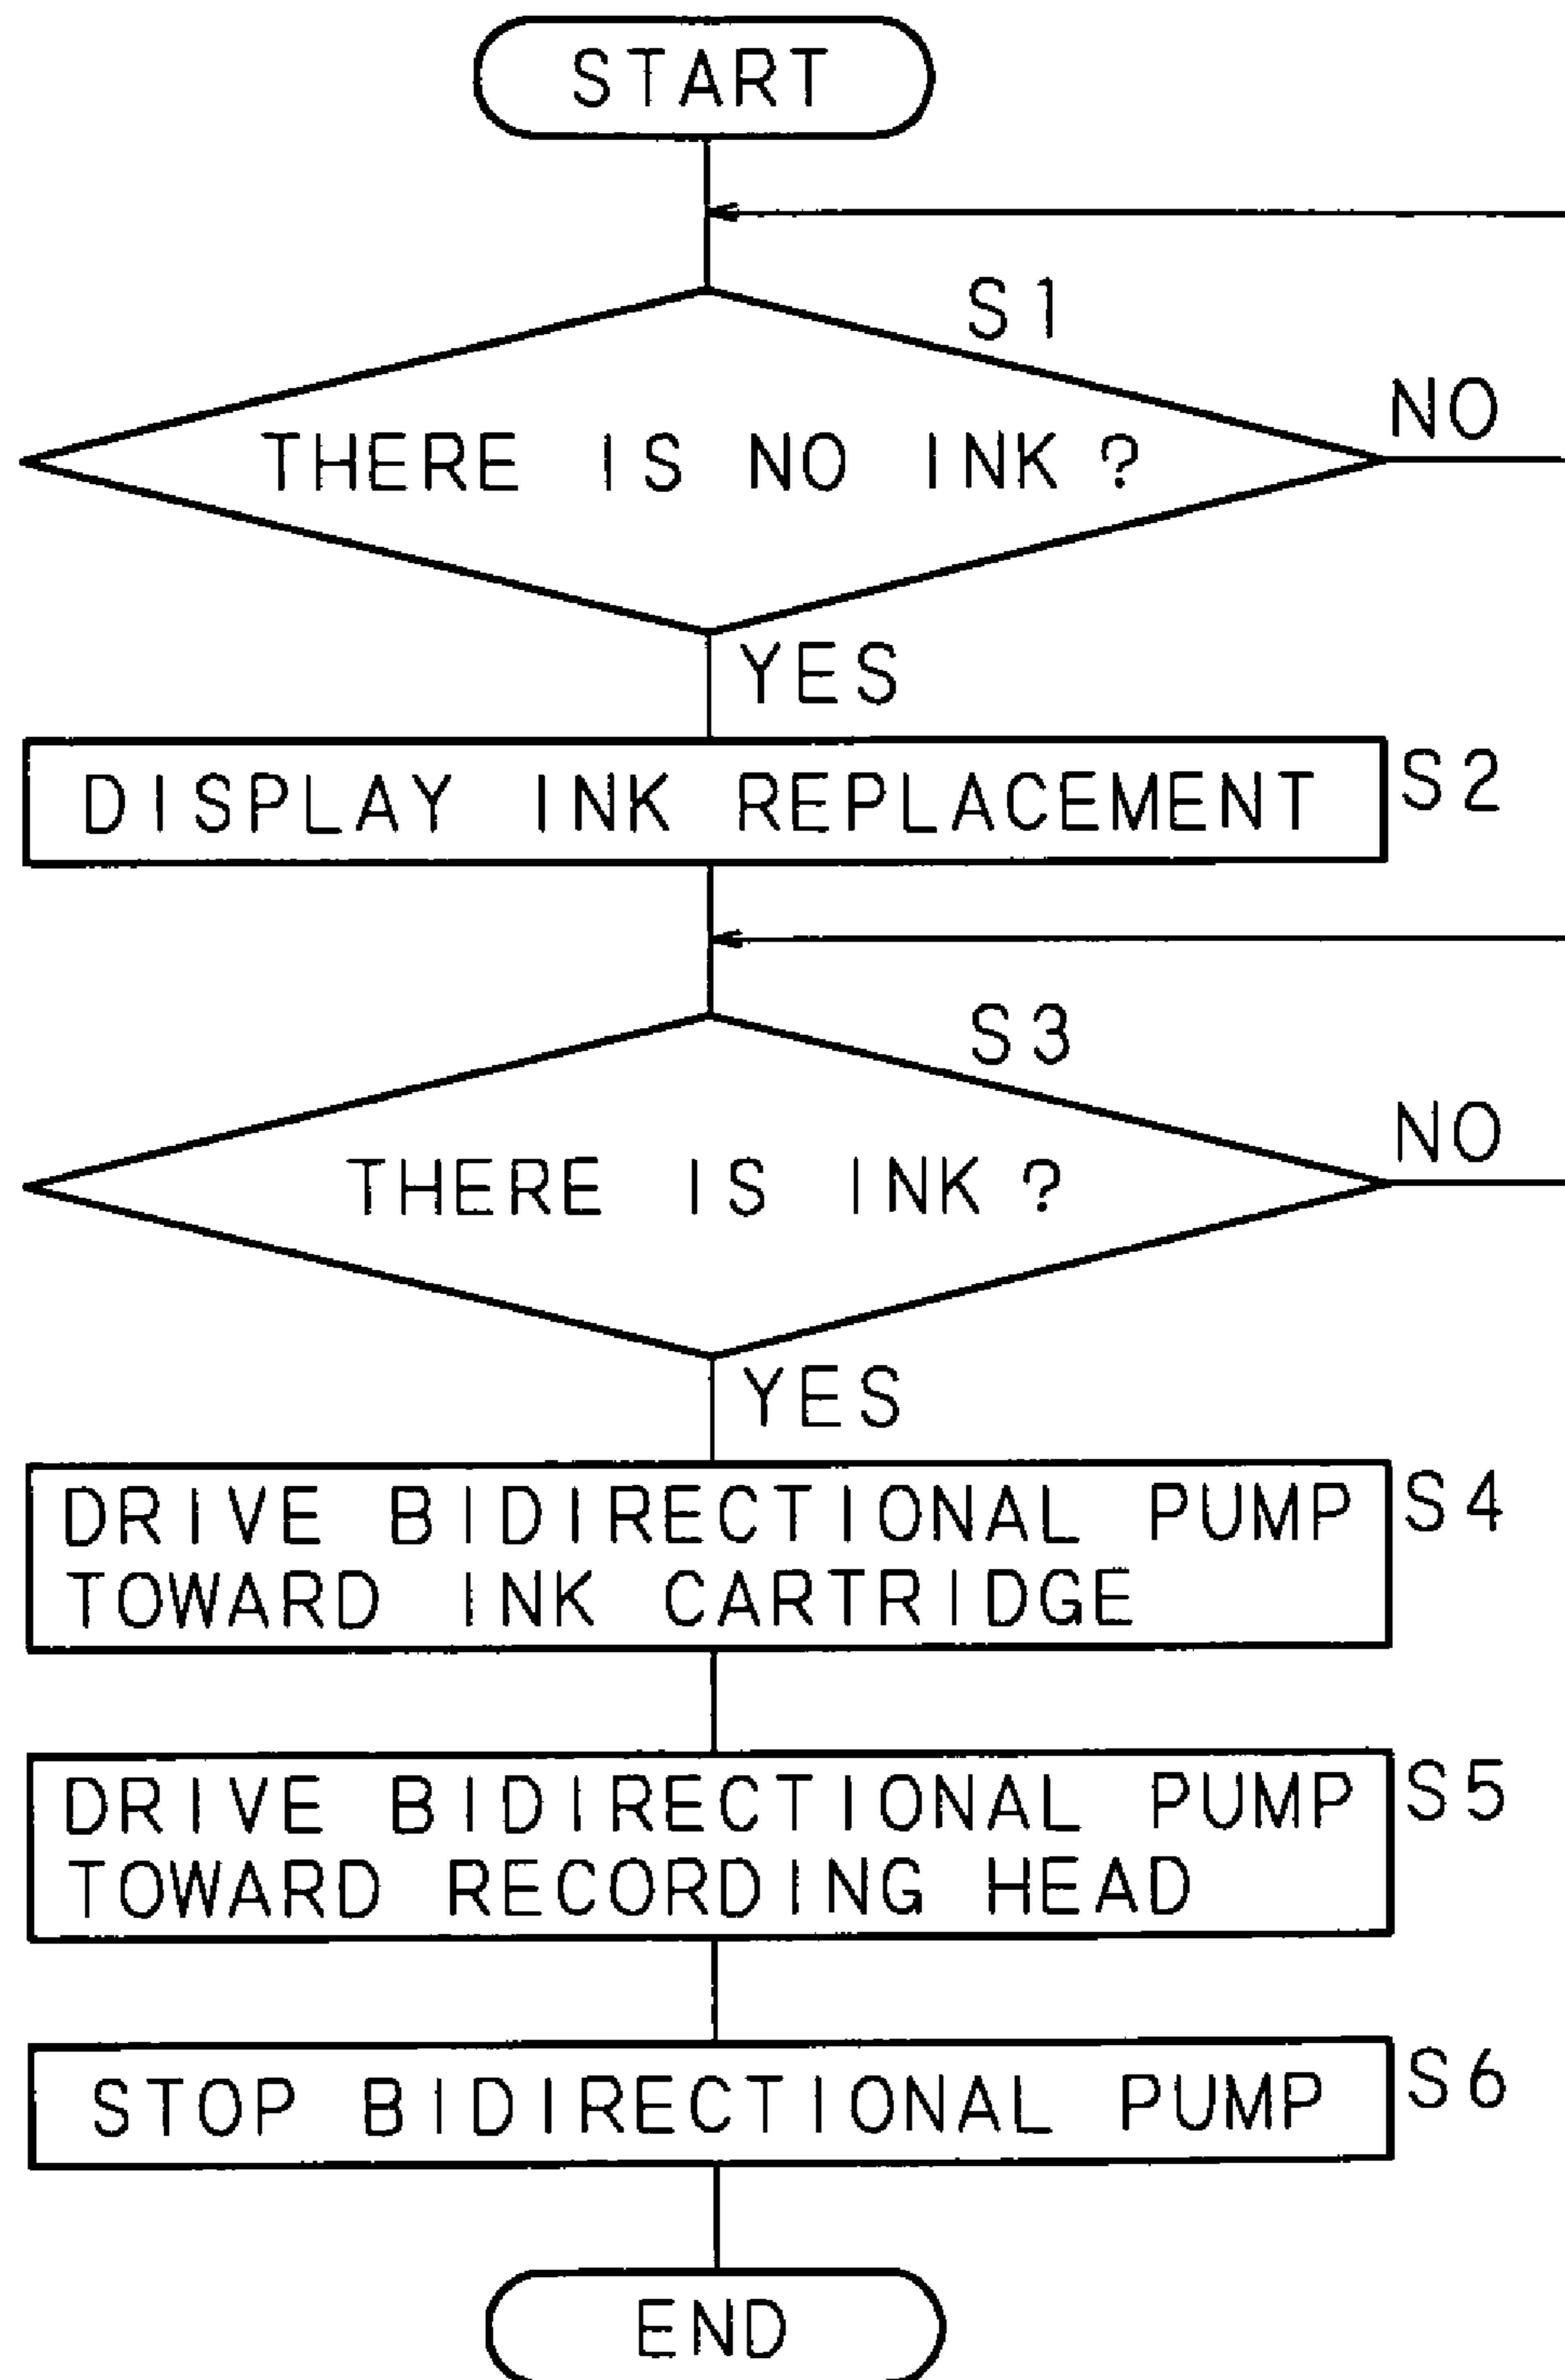 START
S1
THERE IS NO INK?
NO
YES
DISPLAY INK REPLACEMENT
S2
S3
THERE IS INK?
NO
YES
DRIVE BIDIRECTIONAL PUMP
TOWARD INK CARTRIDGE
S4
DRIVE BIDIRECTIONAL PUMP
TOWARD RECORDING HEAD
S5
STOP BIDIRECTIONAL PUMP
S6
END